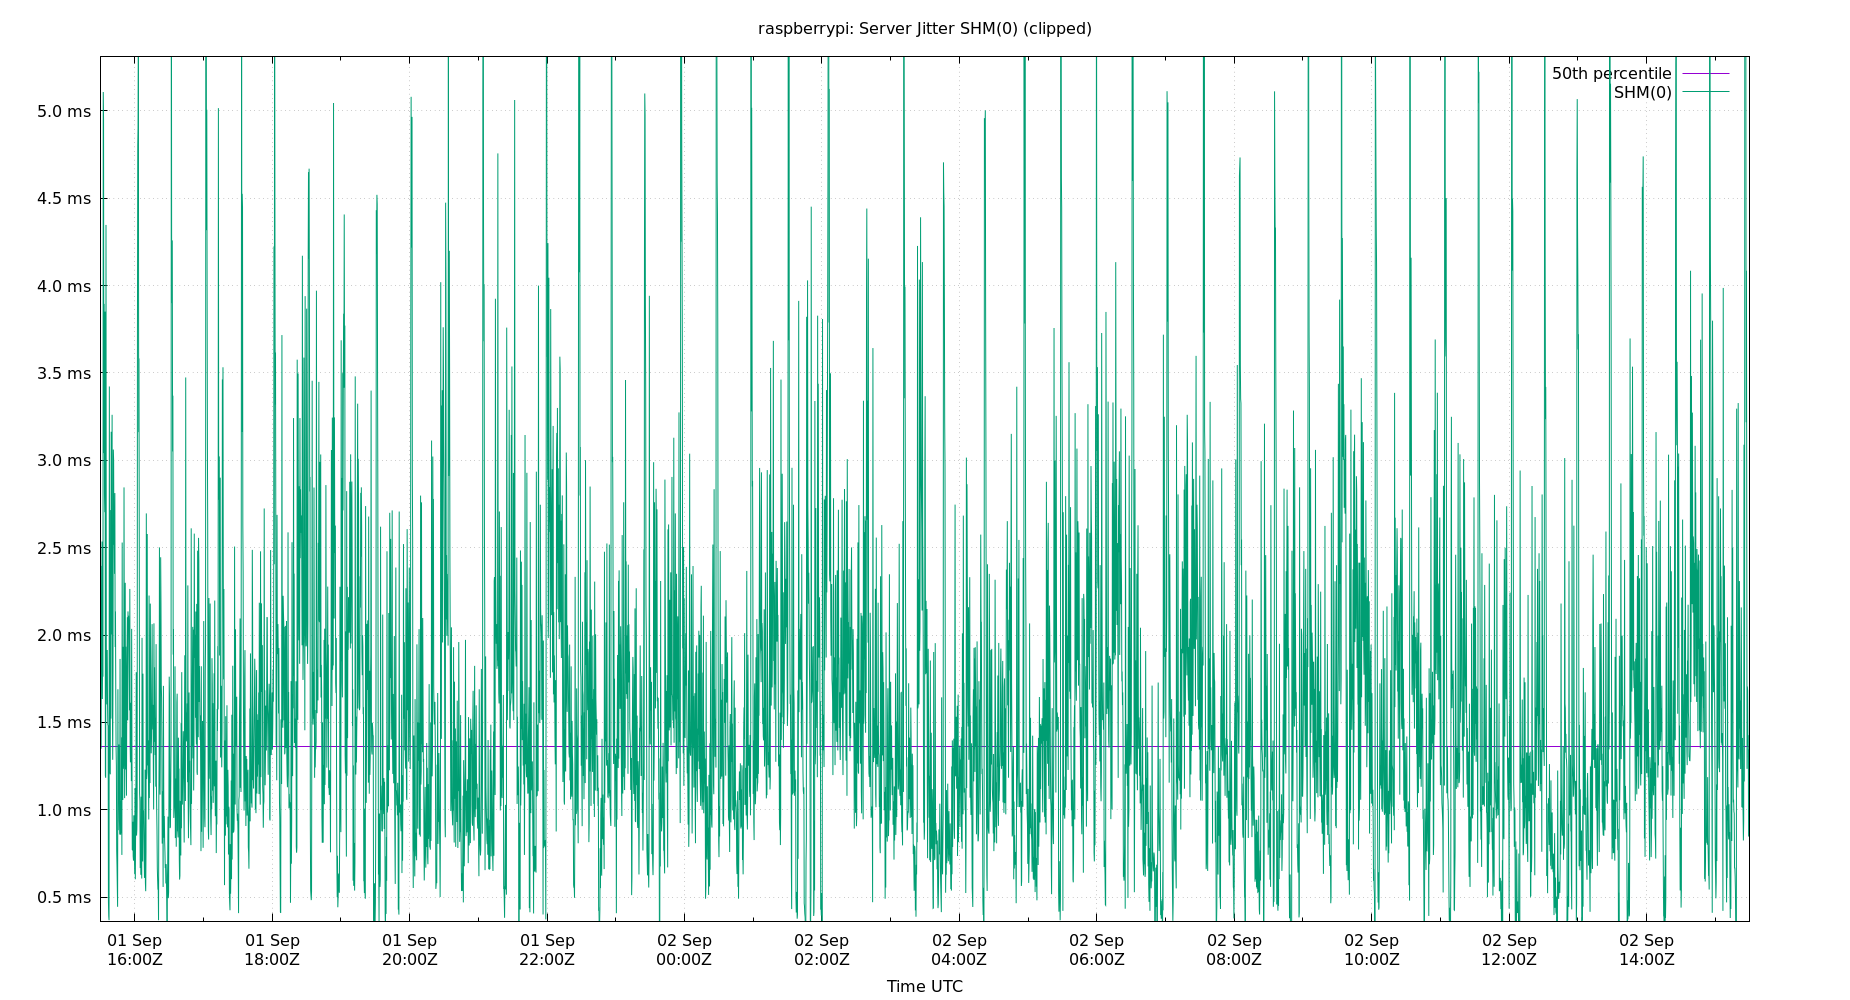 raspberrypi: Server Jitter SHM(0) (clipped)
50th percentile
SHM(0)
5.0 ms
4.5 ms
4.0 ms
3.5 ms
3.0 ms
2.5 ms
2.0 ms
1.5 ms
1.0 ms
0.5 ms
01 Sep 01 Sep 01 Sep 01 Sep 02 Sep 02 Sep 02 Sep 02 Sep 02 Sep 02 Sep 02 Sep 02 Sep
16:00Z 18:00Z 20:00Z 22:00Z 00:00Z 02:00Z 04:00Z 06:00Z 08:00Z 10:00Z 12:00Z 14:00Z
Time UTC